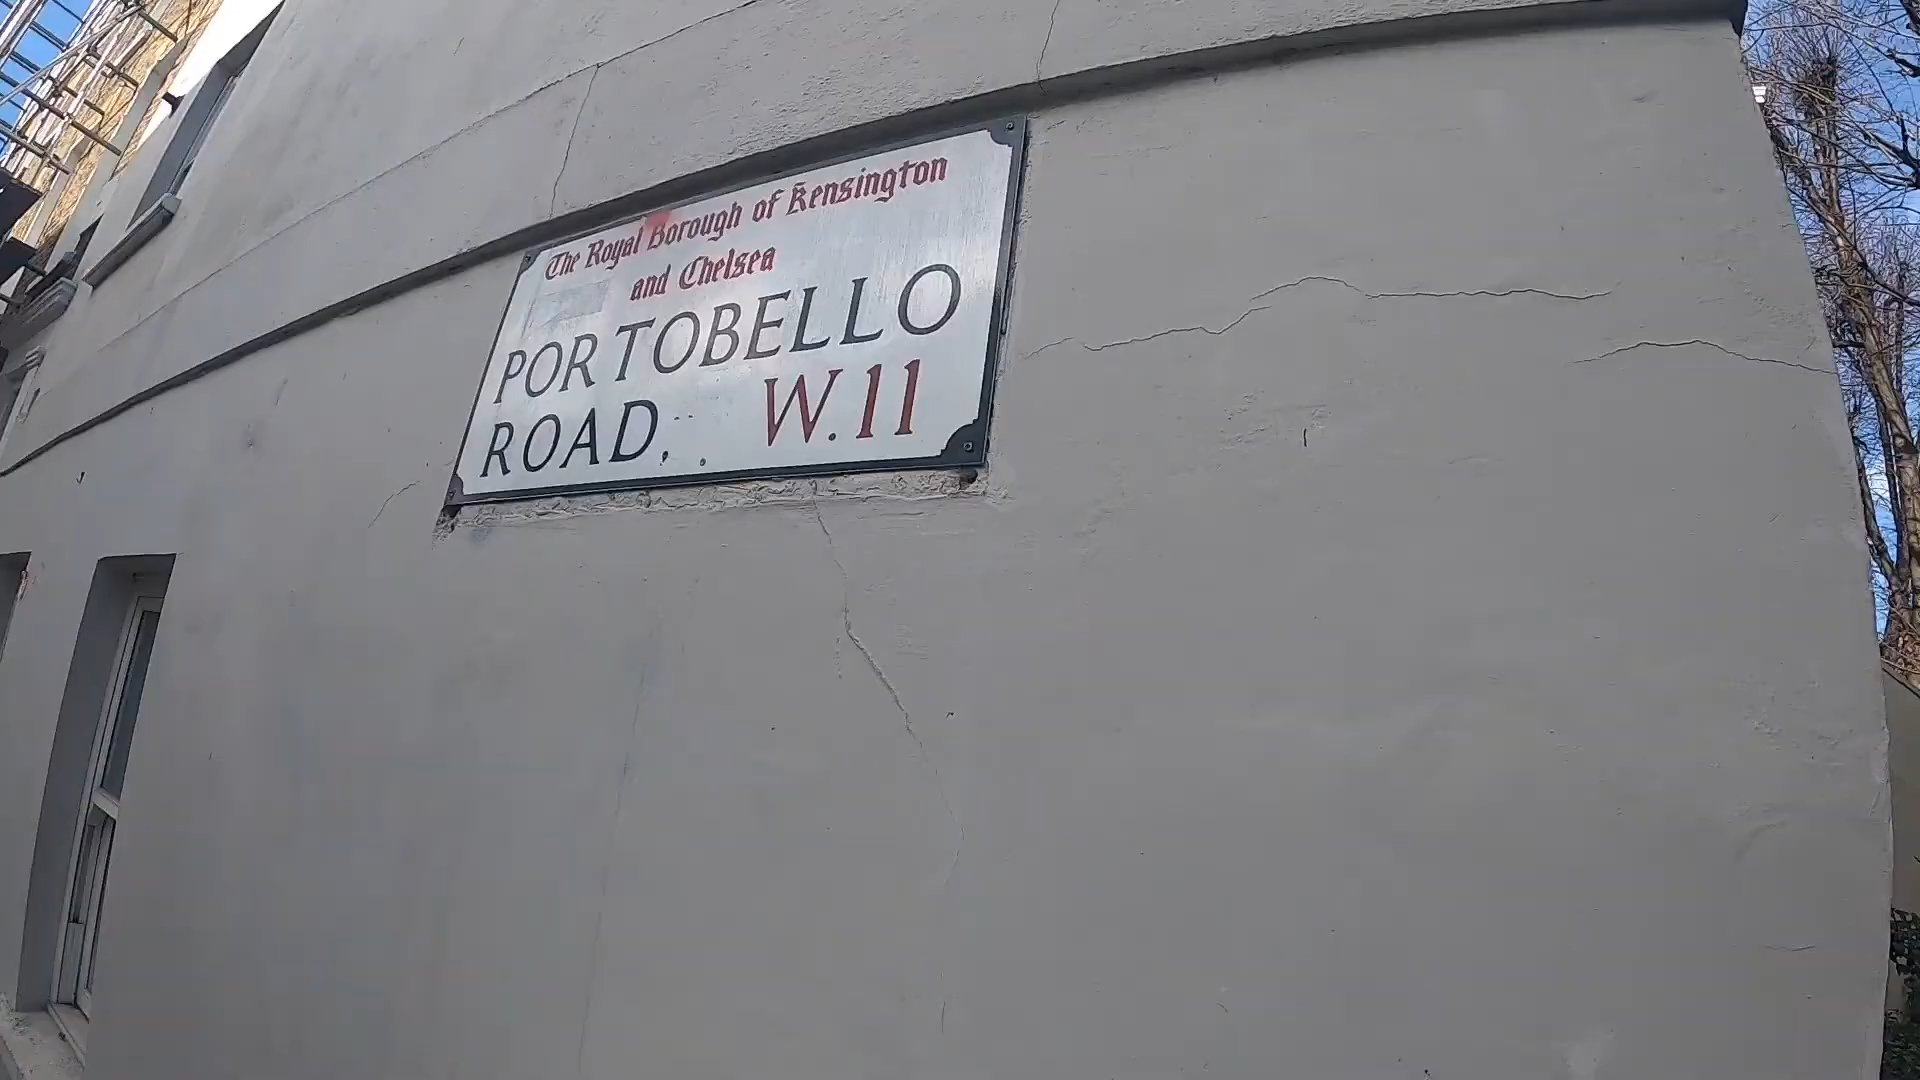 The Royal Borough of Kensington
and Chelsea
PORTOBELLO
ROAD, W.11